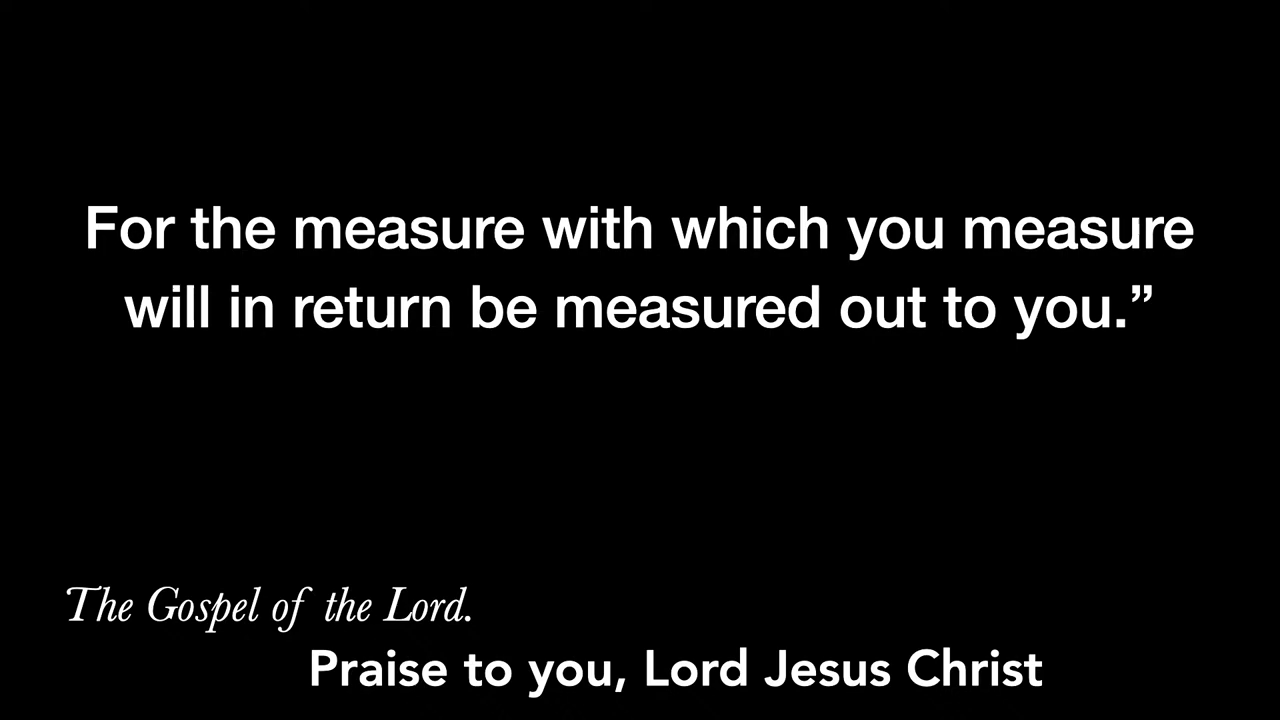 For the measure with which you measure
will in return be measured out to you.”
The Gospel of the Lord.
Praise to you, Lord Jesus Christ